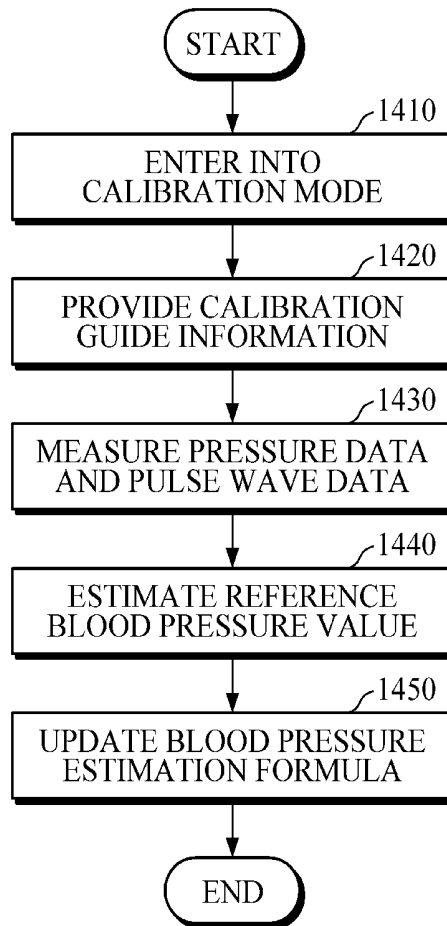 START
1410
ENTER INTO
CALIBRATION MODE
1420
PROVIDE CALIBRATION
GUIDE INFORMATION
1430
MEASURE PRESSURE DATA
AND PULSE WAVE DATA
1440
ESTIMATE REFERENCE
BLOOD PRESSURE VALUE
1450
UPDATE BLOOD PRESSURE
ESTIMATION FORMULA
END